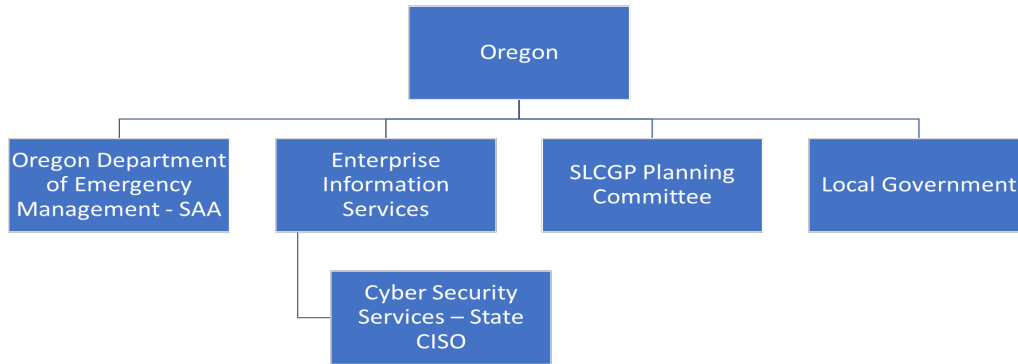 Oregon
Oregon Department
of Emergency
Management - SAA
Enterprise
Information
Services
SLCGP Planning
Committee
Local Government
Cyber Security
Services – State
CISO